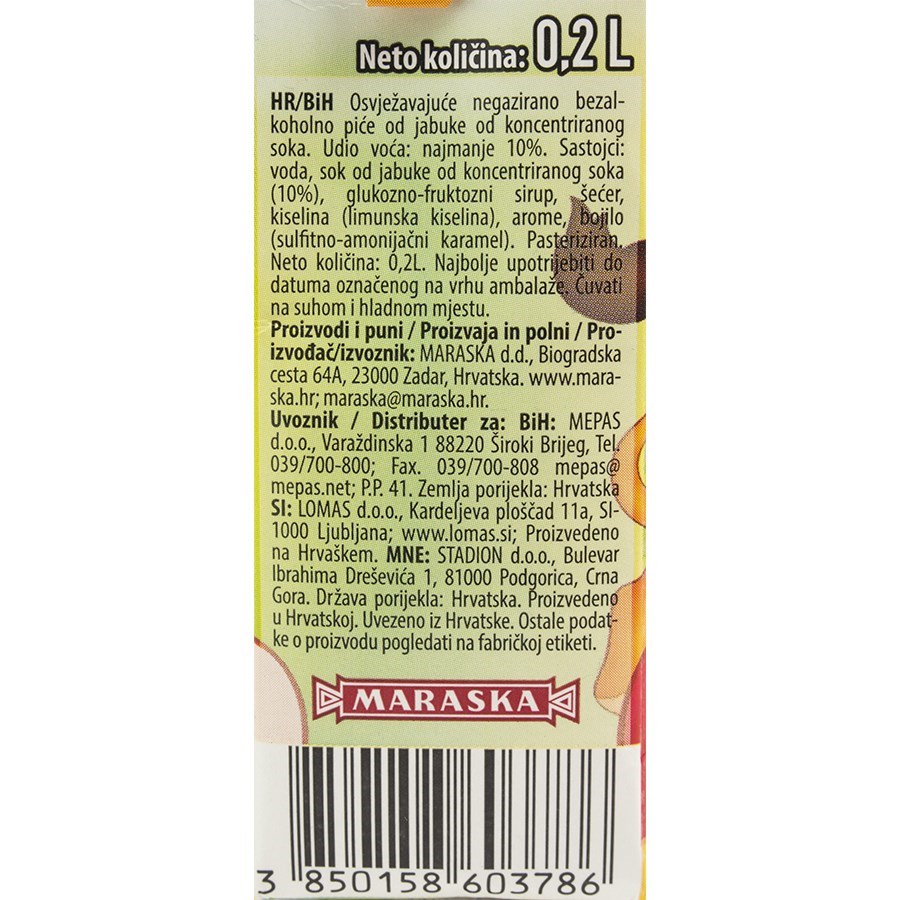 Neto količina: 0,2 L
HR/BiH Osvježavajuće negazirano bezal-
koholno piće od jabuke od koncentriranog
soka. Udio voća: najmanje 10%. Sastojci:
voda, sok od jabuke od koncentriranog soka
(10%), glukozno-fruktozni sirup, šećer,
kiselina (limunska kiselina), arome, bojilo
(sulfitno-amonijačni karamel). Pasteriziran.
Neto količina: 0,2L. Najbolje upotrijebiti do
datuma označenog na vrhu ambalaže. Čuvati
na suhom i hladnom mjestu.
Proizvodi i puni / Proizvaja in polni / Pro-
izvođač/izvoznik: MARASKA d.d., Biogradska
cesta 64A, 23000 Zadar, Hrvatska. www.mara-
ska.hr; maraska@maraska.hr.
Uvoznik / Distributer za: BiH: MEPAS
d.o.o., Varaždinska 1 88220 Široki Brijeg, Tel.
039/700-800; Fax. 039/700-808 mepas@
mepas.net; P.P. 41. Zemlja porijekla: Hrvatska
SI: LOMAS d.o.o., Kardeljeva ploščad 11a, SI-
1000 Ljubljana; www.lomas.si; Proizvedeno
na Hrvaškem. MNE: STADION d.o.o., Bulevar
Ibrahima Dreševića 1, 81000 Podgorica, Crna
Gora. Država porijekla: Hrvatska. Proizvedeno
u Hrvatskoj. Uvezeno iz Hrvatske. Ostale podat-
ke o proizvodu pogledati na fabričkoj etiketi.
MARASKA
3 850158 603786